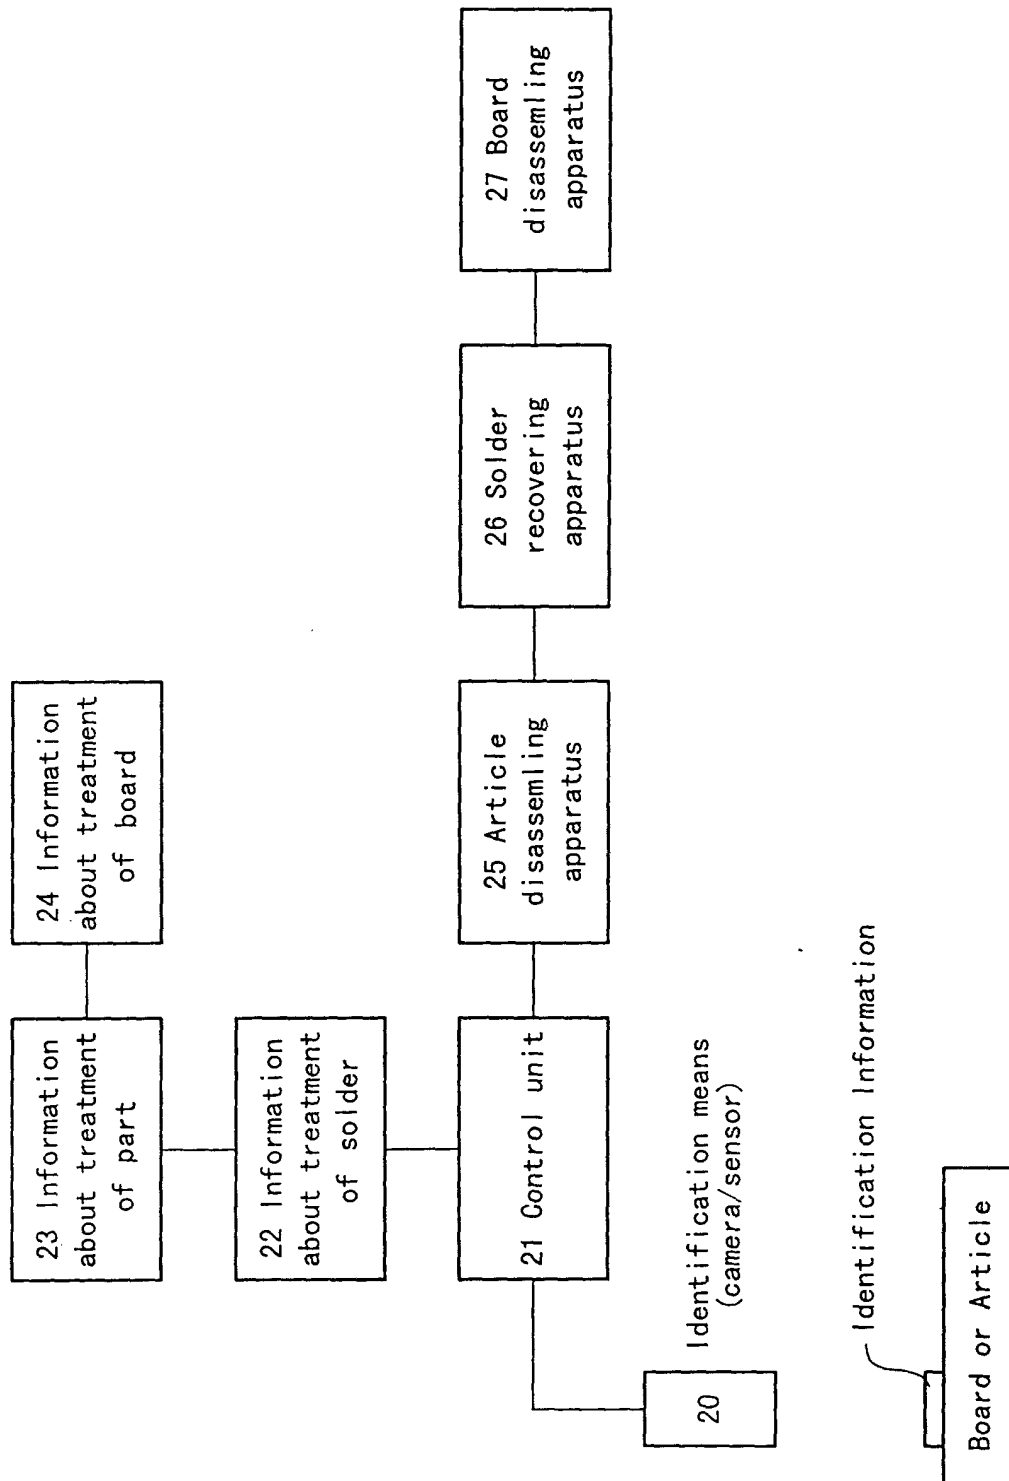 23 Information
about treatment
of part
24 Information
about treatment
of board
22 Information
about treatment
of solder
21 Control unit
25 Article
disassemling
apparatus
26 Solder
recovering
apparatus
27 Board
disassemling
apparatus
20
Identification means
(camera/sensor)
Identification Information
Board or Article